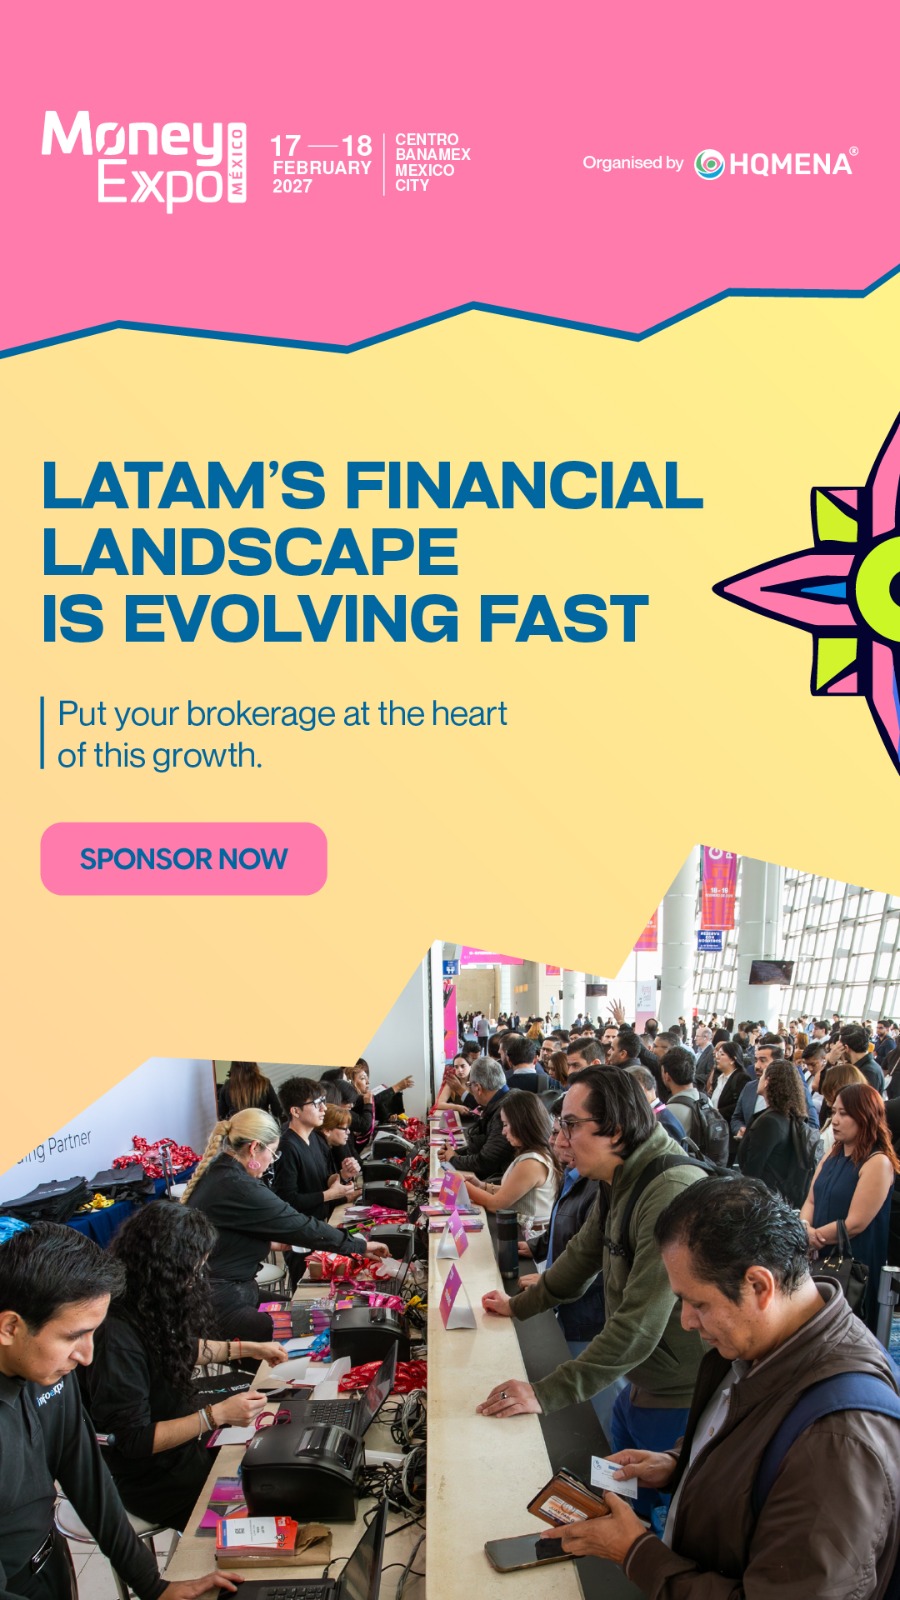 Money
Expo
MÉXICO
17 — 18
FEBRUARY
2027
CENTRO
BANAMEX
MEXICO
CITY
Organised by HQMENA®
LATAM'S FINANCIAL
LANDSCAPE
IS EVOLVING FAST
Put your brokerage at the heart
of this growth.
SPONSOR NOW
Partner